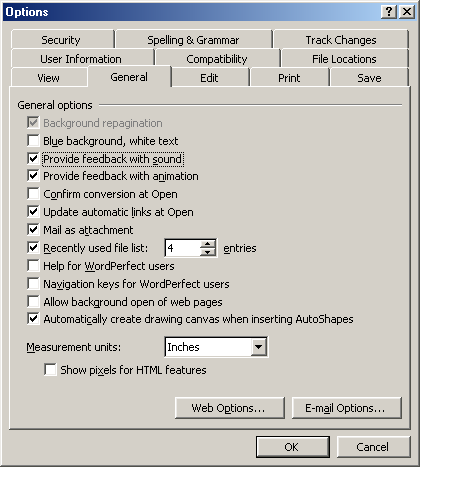 Options
Security Spelling & Grammar Track Changes
User Information Compatibility File Locations
View General Edit Print Save
General options
Background repagination
Blue background, white text
Provide feedback with sound
Provide feedback with animation
Confirm conversion at Open
Update automatic links at Open
Mail as attachment
Recently used file list: 4 entries
Help for WordPerfect users
Navigation keys for WordPerfect users
Allow background open of web pages
Automatically create drawing canvas when inserting AutoShapes
Measurement units: Inches
Show pixels for HTML features
Web Options... E-mail Options...
OK Cancel